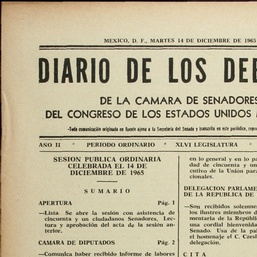 MEXICO, D. F., MARTES 14 DE DICIEMBRE DE 1965
DIARIO DE LOS DE
DE LA CAMARA DE SENADORES
DEL CONGRESO DE LOS ESTADOS UNIDOS
AÑO II PERIODO ORDINARIO XLVI LEGISLATURA
SESION PUBLICA ORDINARIA
CELEBRADA EL 14 DE
DICIEMBRE DE 1965
SUMARIO
APERTURA Pág. 1
—Lista. Se abre la sesión con asistencia de
cincuenta y un ciudadanos Senadores. Lec-
tura y aprobación del acta de la sesión an-
terior.
CAMARA DE DIPUTADOS Pág. 2
—Comunica haber recibido informe de labores
en lo general y en lo pa
dad de cincuenta y un
cutivo de la Unión para
cionales.
DELEGACION PARLAME
DE LA REPUBLICA DE
—Son recibidos solemne
los ilustres miembros d
mentaria de la Repúbli
una cordial bienvenida
Senado. Usa de la pa
el homenaje el C.
del Senado
CITA